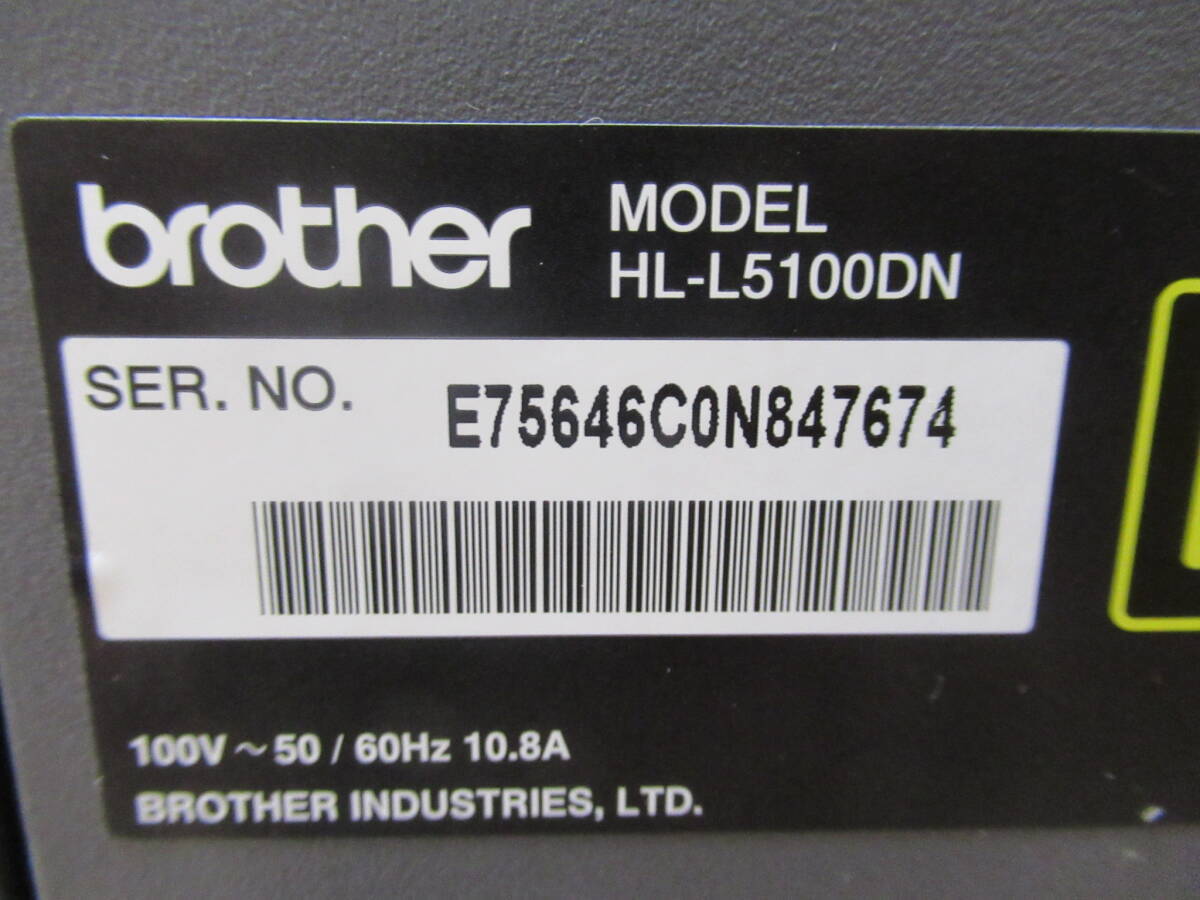 brother
MODEL
HL-L5100DN
SER. NO.
E75646C0N847674
100V ~ 50 / 60Hz 10.8A
BROTHER INDUSTRIES, LTD.